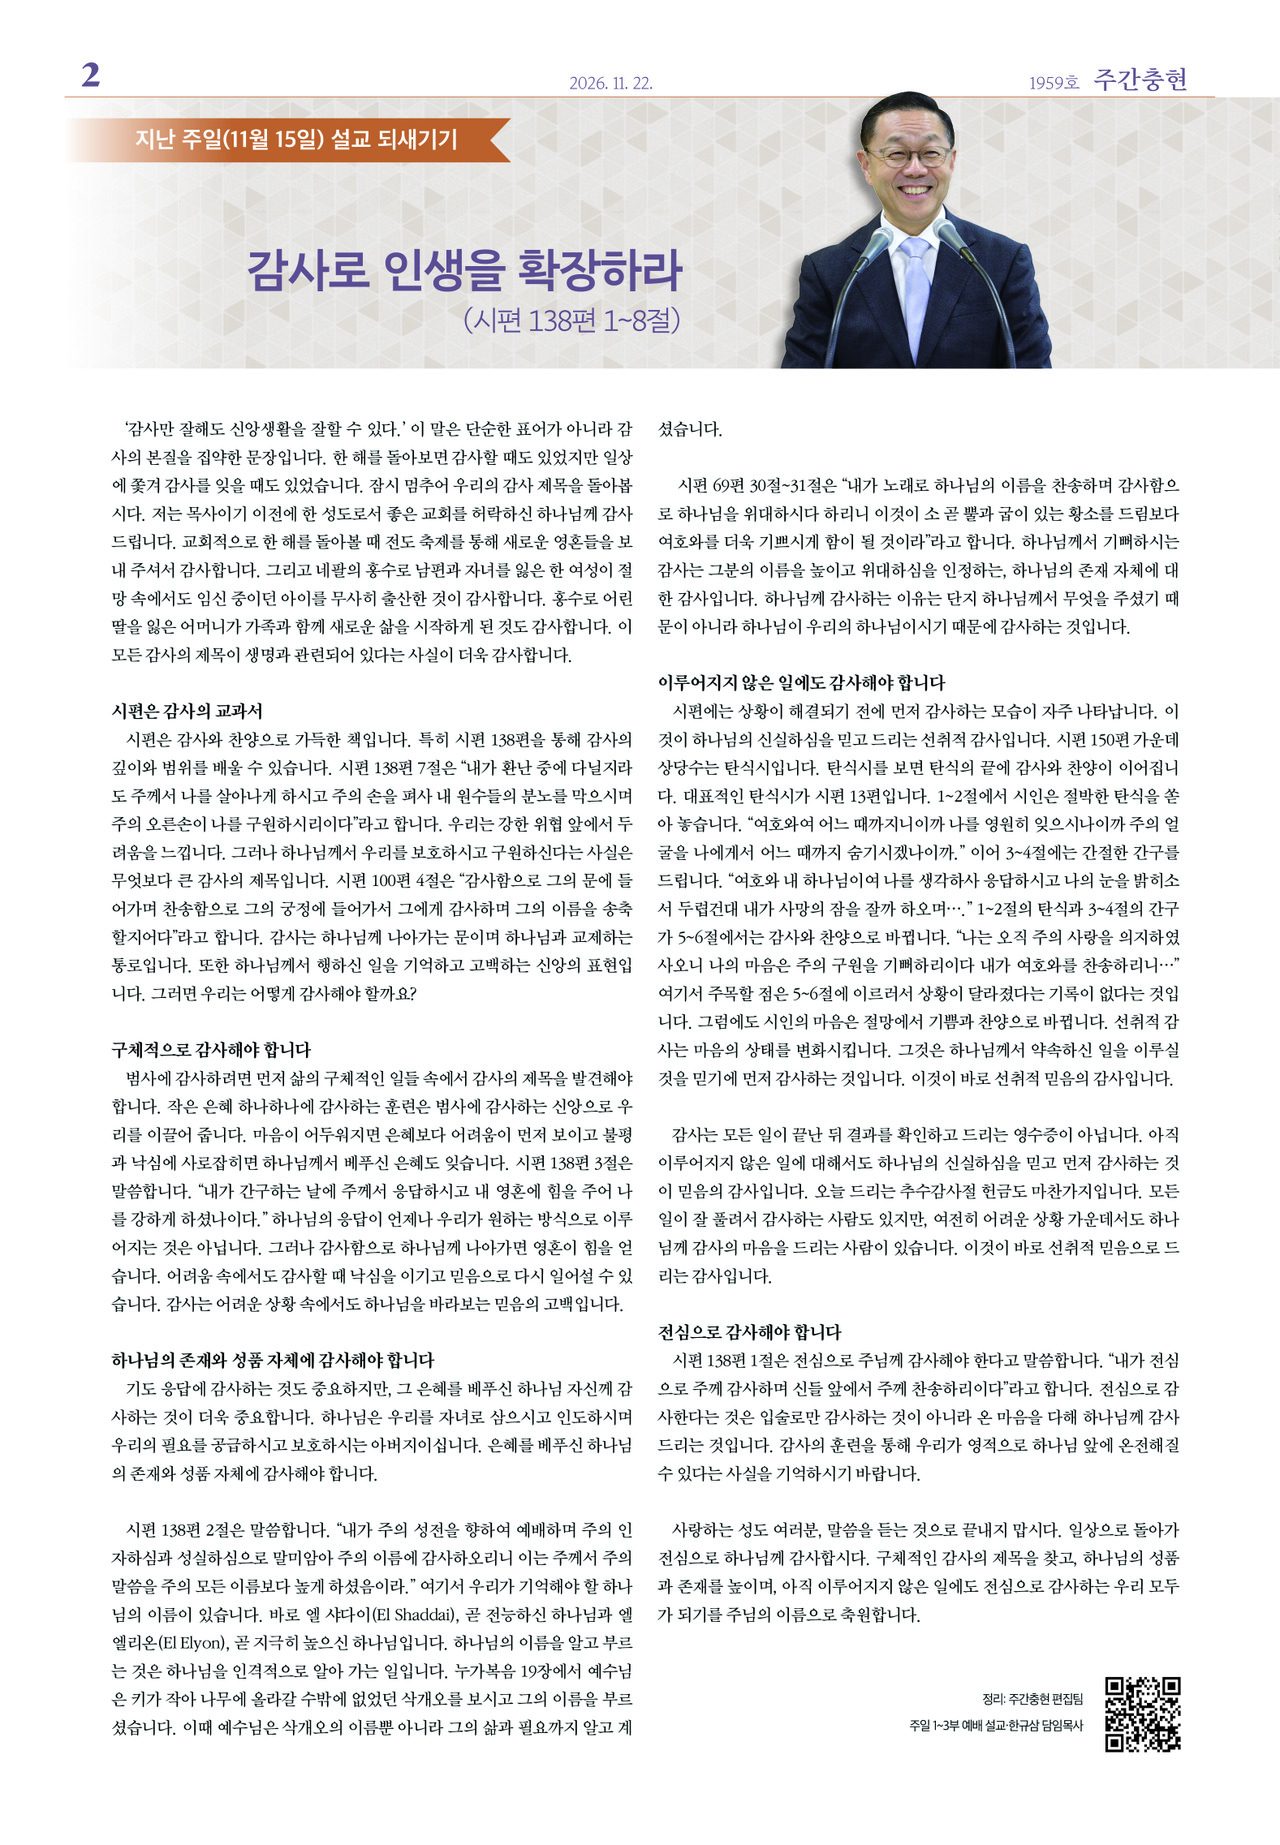 2
2026. 11. 22.
1959호 주간충현
지난 주일(11월 15일) 설교 되새기기
감사로 인생을 확장하라
(시편 138편 1~8절)
‘감사만 잘해도 신앙생활을 잘할 수 있다.’ 이 말은 단순한 표어가 아니라 감
사의 본질을 집약한 문장입니다. 한 해를 돌아보면 감사할 때도 있었지만 일상
에 쫓겨 감사를 잊을 때도 있었습니다. 잠시 멈추어 우리의 감사 제목을 돌아봅
시다. 저는 목사이기 이전에 한 성도로서 좋은 교회를 허락하신 하나님께 감사
드립니다. 교회적으로 한 해를 돌아볼 때 전도 축제를 통해 새로운 영혼들을 보
내 주셔서 감사합니다. 그리고 네팔의 홍수로 남편과 자녀를 잃은 한 여성이 절
망 속에서도 임신 중이던 아이를 무사히 출산한 것이 감사합니다. 홍수로 어린
딸을 잃은 어머니가 가족과 함께 새로운 삶을 시작하게 된 것도 감사합니다. 이
모든 감사의 제목이 생명과 관련되어 있다는 사실이 더욱 감사합니다.
시편은 감사의 교과서
시편은 감사와 찬양으로 가득한 책입니다. 특히 시편 138편을 통해 감사의
깊이와 범위를 배울 수 있습니다. 시편 138편 7절은 “내가 환난 중에 다닐지라
도 주께서 나를 살아나게 하시고 주의 손을 펴사 내 원수들의 분노를 막으시며
주의 오른손이 나를 구원하시리이다”라고 합니다. 우리는 강한 위협 앞에서 두
려움을 느낍니다. 그러나 하나님께서 우리를 보호하시고 구원하신다는 사실은
무엇보다 큰 감사의 제목입니다. 시편 100편 4절은 “감사함으로 그의 문에 들
어가며 찬송함으로 그의 궁정에 들어가서 그에게 감사하며 그의 이름을 송축
할지어다”라고 합니다. 감사는 하나님께 나아가는 문이며 하나님과 교제하는
통로입니다. 또한 하나님께서 행하신 일을 기억하고 고백하는 신앙의 표현입
니다. 그러면 우리는 어떻게 감사해야 할까요?
구체적으로 감사해야 합니다
범사에 감사하려면 먼저 삶의 구체적인 일들 속에서 감사의 제목을 발견해야
합니다. 작은 은혜 하나하나에 감사하는 훈련은 범사에 감사하는 신앙으로 우
리를 이끌어 줍니다. 마음이 어두워지면 은혜보다 어려움이 먼저 보이고 불평
과 낙심에 사로잡히면 하나님께서 베푸신 은혜도 잊습니다. 시편 138편 3절은
말씀합니다. “내가 간구하는 날에 주께서 응답하시고 내 영혼에 힘을 주어 나
를 강하게 하셨나이다.” 하나님의 응답이 언제나 우리가 원하는 방식으로 이루
어지는 것은 아닙니다. 그러나 감사함으로 하나님께 나아가면 영혼이 힘을 얻
습니다. 어려움 속에서도 감사할 때 낙심을 이기고 믿음으로 다시 일어설 수 있
습니다. 감사는 어려운 상황 속에서도 하나님을 바라보는 믿음의 고백입니다.
하나님의 존재와 성품 자체에 감사해야 합니다
기도 응답에 감사하는 것도 중요하지만, 그 은혜를 베푸신 하나님 자신께 감
사하는 것이 더욱 중요합니다. 하나님은 우리를 자녀로 삼으시고 인도하시며
우리의 필요를 공급하시고 보호하시는 아버지이십니다. 은혜를 베푸신 하나님
의 존재와 성품 자체에 감사해야 합니다.
시편 138편 2절은 말씀합니다. “내가 주의 성전을 향하여 예배하며 주의 인
자하심과 성실하심으로 말미암아 주의 이름에 감사하오리니 이는 주께서 주의
말씀을 주의 모든 이름보다 높게 하셨음이라.” 여기서 우리가 기억해야 할 하나
님의 이름이 있습니다. 바로 엘 샤다이(El Shaddai), 곧 전능하신 하나님과 엘
엘리온(El Elyon), 곧 지극히 높으신 하나님입니다. 하나님의 이름을 알고 부르
는 것은 하나님을 인격적으로 알아 가는 일입니다. 누가복음 19장에서 예수님
은 키가 작아 나무에 올라갈 수밖에 없었던 삭개오를 보시고 그의 이름을 부르
셨습니다. 이때 예수님은 삭개오의 이름뿐 아니라 그의 삶과 필요까지 알고 계
셨습니다.
시편 69편 30절~31절은 “내가 노래로 하나님의 이름을 찬송하며 감사함으
로 하나님을 위대하시다 하리니 이것이 소 곧 뿔과 굽이 있는 황소를 드림보다
여호와를 더욱 기쁘시게 함이 될 것이라”라고 합니다. 하나님께서 기뻐하시는
감사는 그분의 이름을 높이고 위대하심을 인정하는, 하나님의 존재 자체에 대
한 감사입니다. 하나님께 감사하는 이유는 단지 하나님께서 무엇을 주셨기 때
문이 아니라 하나님이 우리의 하나님이시기 때문에 감사하는 것입니다.
이루어지지 않은 일에도 감사해야 합니다
시편에는 상황이 해결되기 전에 먼저 감사하는 모습이 자주 나타납니다. 이
것이 하나님의 신실하심을 믿고 드리는 선취적 감사입니다. 시편 150편 가운데
상당수는 탄식시입니다. 탄식시를 보면 탄식의 끝에 감사와 찬양이 이어집니
다. 대표적인 탄식시가 시편 13편입니다. 1~2절에서 시인은 절박한 탄식을 쏟
아 놓습니다. “여호와여 어느 때까지니이까 나를 영원히 잊으시나이까 주의 얼
굴을 나에게서 어느 때까지 숨기시겠나이까.” 이어 3~4절에는 간절한 간구를
드립니다. “여호와 내 하나님이여 나를 생각하사 응답하시고 나의 눈을 밝히소
서 두렵건대 내가 사망의 잠을 잘까 하오며….” 1~2절의 탄식과 3~4절의 간구
가 5~6절에서는 감사와 찬양으로 바뀝니다. “나는 오직 주의 사랑을 의지하였
사오니 나의 마음은 주의 구원을 기뻐하리이다 내가 여호와를 찬송하리니…”
여기서 주목할 점은 5~6절에 이르러서 상황이 달라졌다는 기록이 없다는 것입
니다. 그럼에도 시인의 마음은 절망에서 기쁨과 찬양으로 바뀝니다. 선취적 감
사는 마음의 상태를 변화시킵니다. 그것은 하나님께서 약속하신 일을 이루실
것을 믿기에 먼저 감사하는 것입니다. 이것이 바로 선취적 믿음의 감사입니다.
감사는 모든 일이 끝난 뒤 결과를 확인하고 드리는 영수증이 아닙니다. 아직
이루어지지 않은 일에 대해서도 하나님의 신실하심을 믿고 먼저 감사하는 것
이 믿음의 감사입니다. 오늘 드리는 추수감사절 헌금도 마찬가지입니다. 모든
일이 잘 풀려서 감사하는 사람도 있지만, 여전히 어려운 상황 가운데서도 하나
님께 감사의 마음을 드리는 사람이 있습니다. 이것이 바로 선취적 믿음으로 드
리는 감사입니다.
전심으로 감사해야 합니다
시편 138편 1절은 전심으로 주님께 감사해야 한다고 말씀합니다. “내가 전심
으로 주께 감사하며 신들 앞에서 주께 찬송하리이다”라고 합니다. 전심으로 감
사한다는 것은 입술로만 감사하는 것이 아니라 온 마음을 다해 하나님께 감사
드리는 것입니다. 감사의 훈련을 통해 우리가 영적으로 하나님 앞에 온전해질
수 있다는 사실을 기억하시기 바랍니다.
사랑하는 성도 여러분, 말씀을 듣는 것으로 끝내지 맙시다. 일상으로 돌아가
전심으로 하나님께 감사합시다. 구체적인 감사의 제목을 찾고, 하나님의 성품
과 존재를 높이며, 아직 이루어지지 않은 일에도 전심으로 감사하는 우리 모두
가 되기를 주님의 이름으로 축원합니다.
정리: 주간충현 편집팀
주일 1~3부 예배 설교·한규삼 담임목사